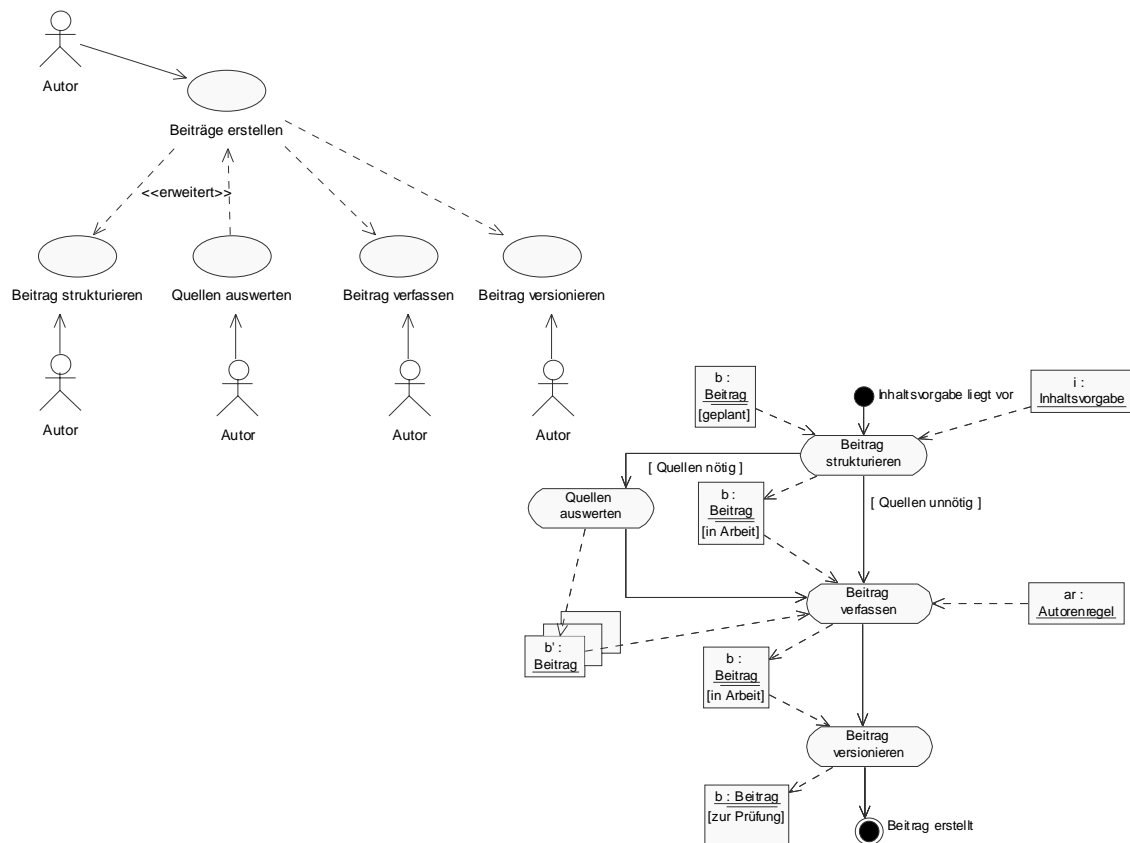 Autor
Beiträge erstellen
<<erweitert>>
Beitrag strukturieren
Quellen auswerten
Beitrag verfassen
Beitrag versionieren
Autor
Autor
Autor
Autor
b :
Beitrag
[geplant]
Inhaltsvorgabe liegt vor
i :
Inhaltsvorgabe
Beitrag
strukturieren
[ Quellen nötig ]
Quellen
auswerten
b :
Beitrag
[in Arbeit]
[ Quellen unnötig ]
Beitrag
verfassen
ar :
Autorenregel
b' :
Beitrag
b :
Beitrag
[in Arbeit]
Beitrag
versionieren
b : Beitrag
[zur Prüfung]
Beitrag erstellt